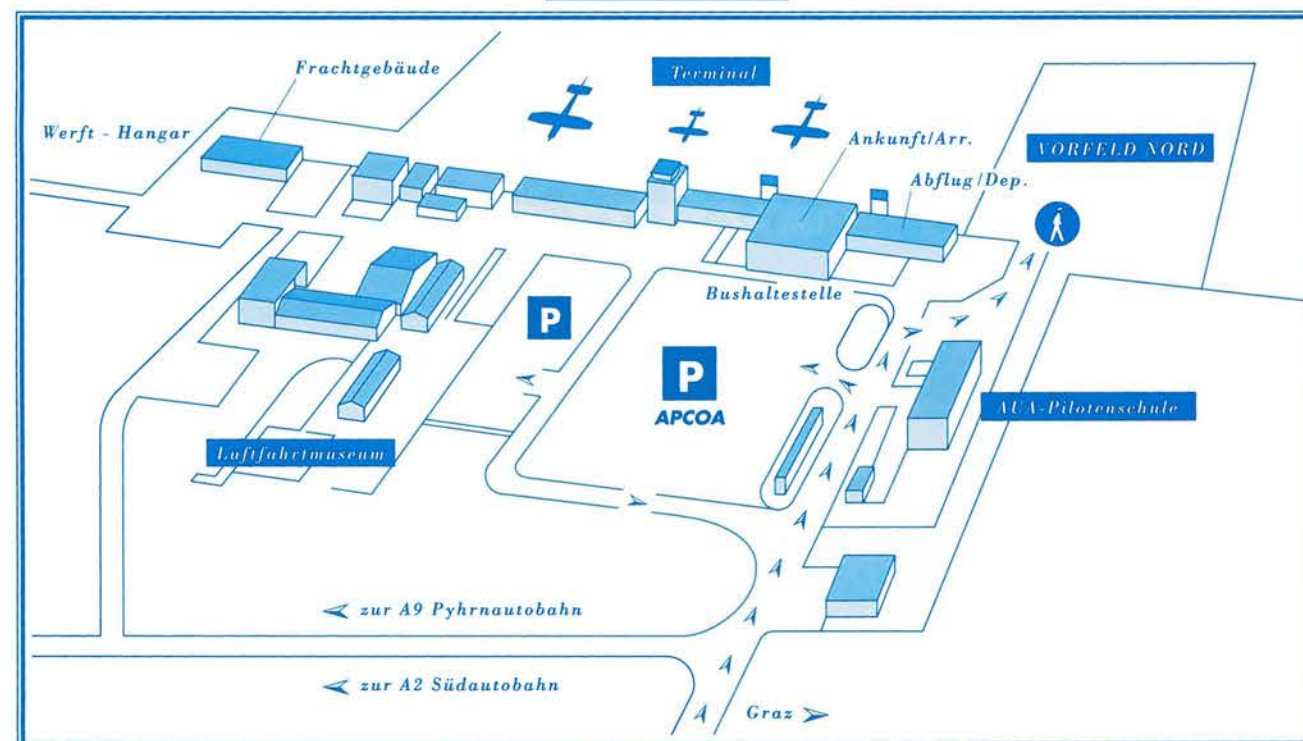 Frachtgebäude
Terminal
Werft - Hangar
Ankunft/Arr.
VORFELD NORD
Abflug/Dep.
Bushaltestelle
P
P
APCOA
AUA-Pilotenschule
Luftfahrtmuseum
zur A9 Pyhrnautobahn
zur A2 Südautobahn
Graz